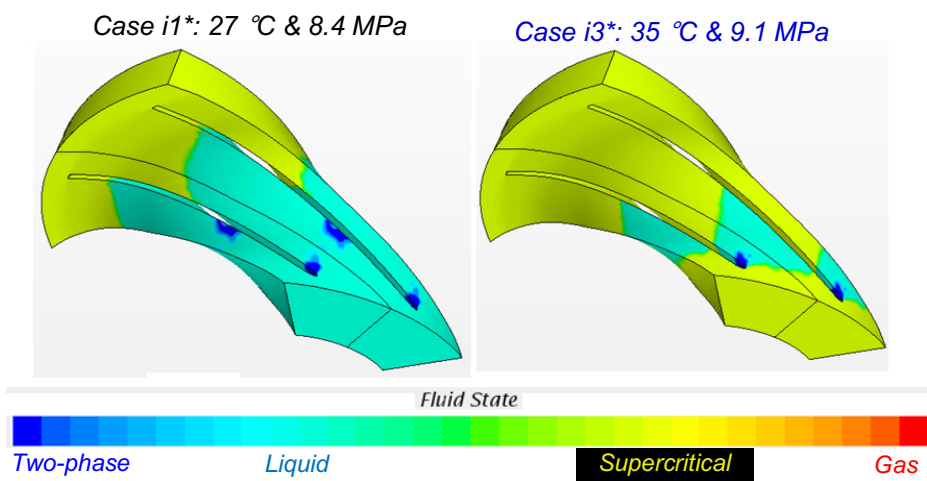 Case i1*: 27 ℃ & 8.4 MPa
Case i3*: 35 ℃ & 9.1 MPa
Fluid State
Two-phase Liquid Supercritical Gas